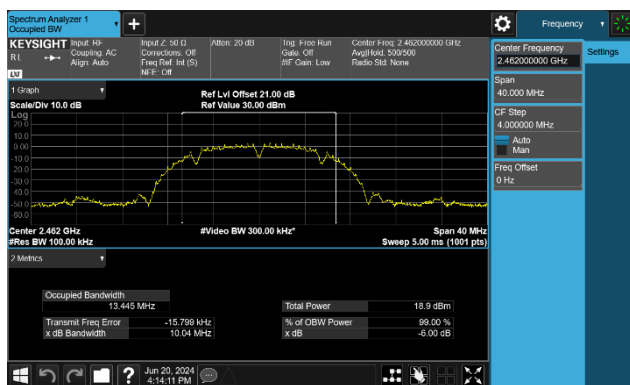 Spectrum Analyzer 1
Occupied BW
Frequency
KEYSIGHT
Input: RF
Coupling: AC
Align: Auto
Input Z: 50 Ω
Corrections: Off
Freq Ref: Int (S)
NFE: Off
Atten: 20 dB
Trig: Free Run
Gate: Off
#IF Gain: Low
Center Freq: 2.462000000 GHz
Avg|Hold: 500/500
Radio Std: None
RL
LXI
Center Frequency
2.462000000 GHz
Settings
Span
40.000 MHz
CF Step
4.000000 MHz
Auto
Man
Freq Offset
0 Hz
1 Graph
Scale/Div 10.0 dB
Ref Lvl Offset 21.00 dB
Ref Value 30.00 dBm
Log
20.0
10.0
0.00
-10.0
-20.0
-30.0
-40.0
-50.0
-60.0
Center 2.462 GHz
#Video BW 300.00 kHz*
Span 40 MHz
#Res BW 100.00 kHz
Sweep 5.00 ms (1001 pts)
2 Metrics
Occupied Bandwidth
13.445 MHz
Total Power 18.9 dBm
Transmit Freq Error -15.799 kHz
% of OBW Power 99.00 %
x dB Bandwidth 10.04 MHz
x dB -6.00 dB
?
Jun 20, 2024
4:14:11 PM